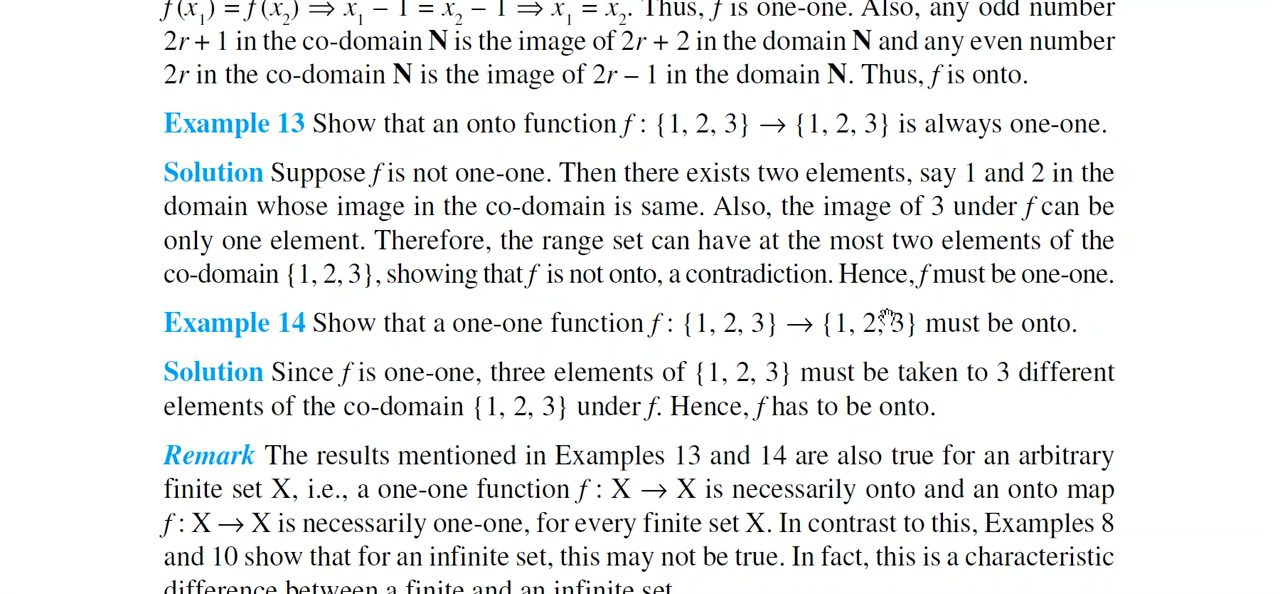 f(x₁) = f(x₂) ⇒ x₁ − 1 = x₂ − 1 ⇒ x₁ = x₂. Thus, f is one-one. Also, any odd number
2r + 1 in the co-domain N is the image of 2r + 2 in the domain N and any even number
2r in the co-domain N is the image of 2r – 1 in the domain N. Thus, f is onto.
Example 13 Show that an onto function f : {1, 2, 3} → {1, 2, 3} is always one-one.
Solution Suppose f is not one-one. Then there exists two elements, say 1 and 2 in the
domain whose image in the co-domain is same. Also, the image of 3 under f can be
only one element. Therefore, the range set can have at the most two elements of the
co-domain {1, 2, 3}, showing that f is not onto, a contradiction. Hence, f must be one-one.
Example 14 Show that a one-one function f : {1, 2, 3} → {1, 2, 3} must be onto.
Solution Since f is one-one, three elements of {1, 2, 3} must be taken to 3 different
elements of the co-domain {1, 2, 3} under f. Hence, f has to be onto.
Remark The results mentioned in Examples 13 and 14 are also true for an arbitrary
finite set X, i.e., a one-one function f : X → X is necessarily onto and an onto map
f : X → X is necessarily one-one, for every finite set X. In contrast to this, Examples 8
and 10 show that for an infinite set, this may not be true. In fact, this is a characteristic
difference between a finite and an infinite set.